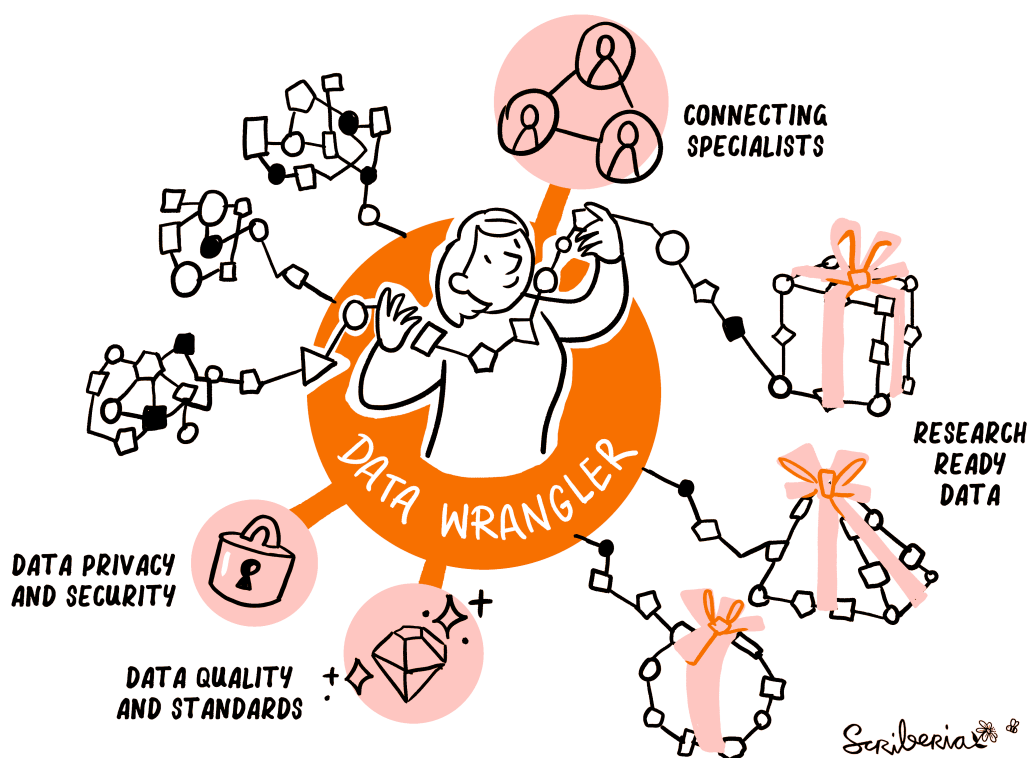 CONNECTING
SPECIALISTS
DATA WRANGLER
RESEARCH
READY
DATA
DATA PRIVACY
AND SECURITY
DATA QUALITY
AND STANDARDS
Scriberia